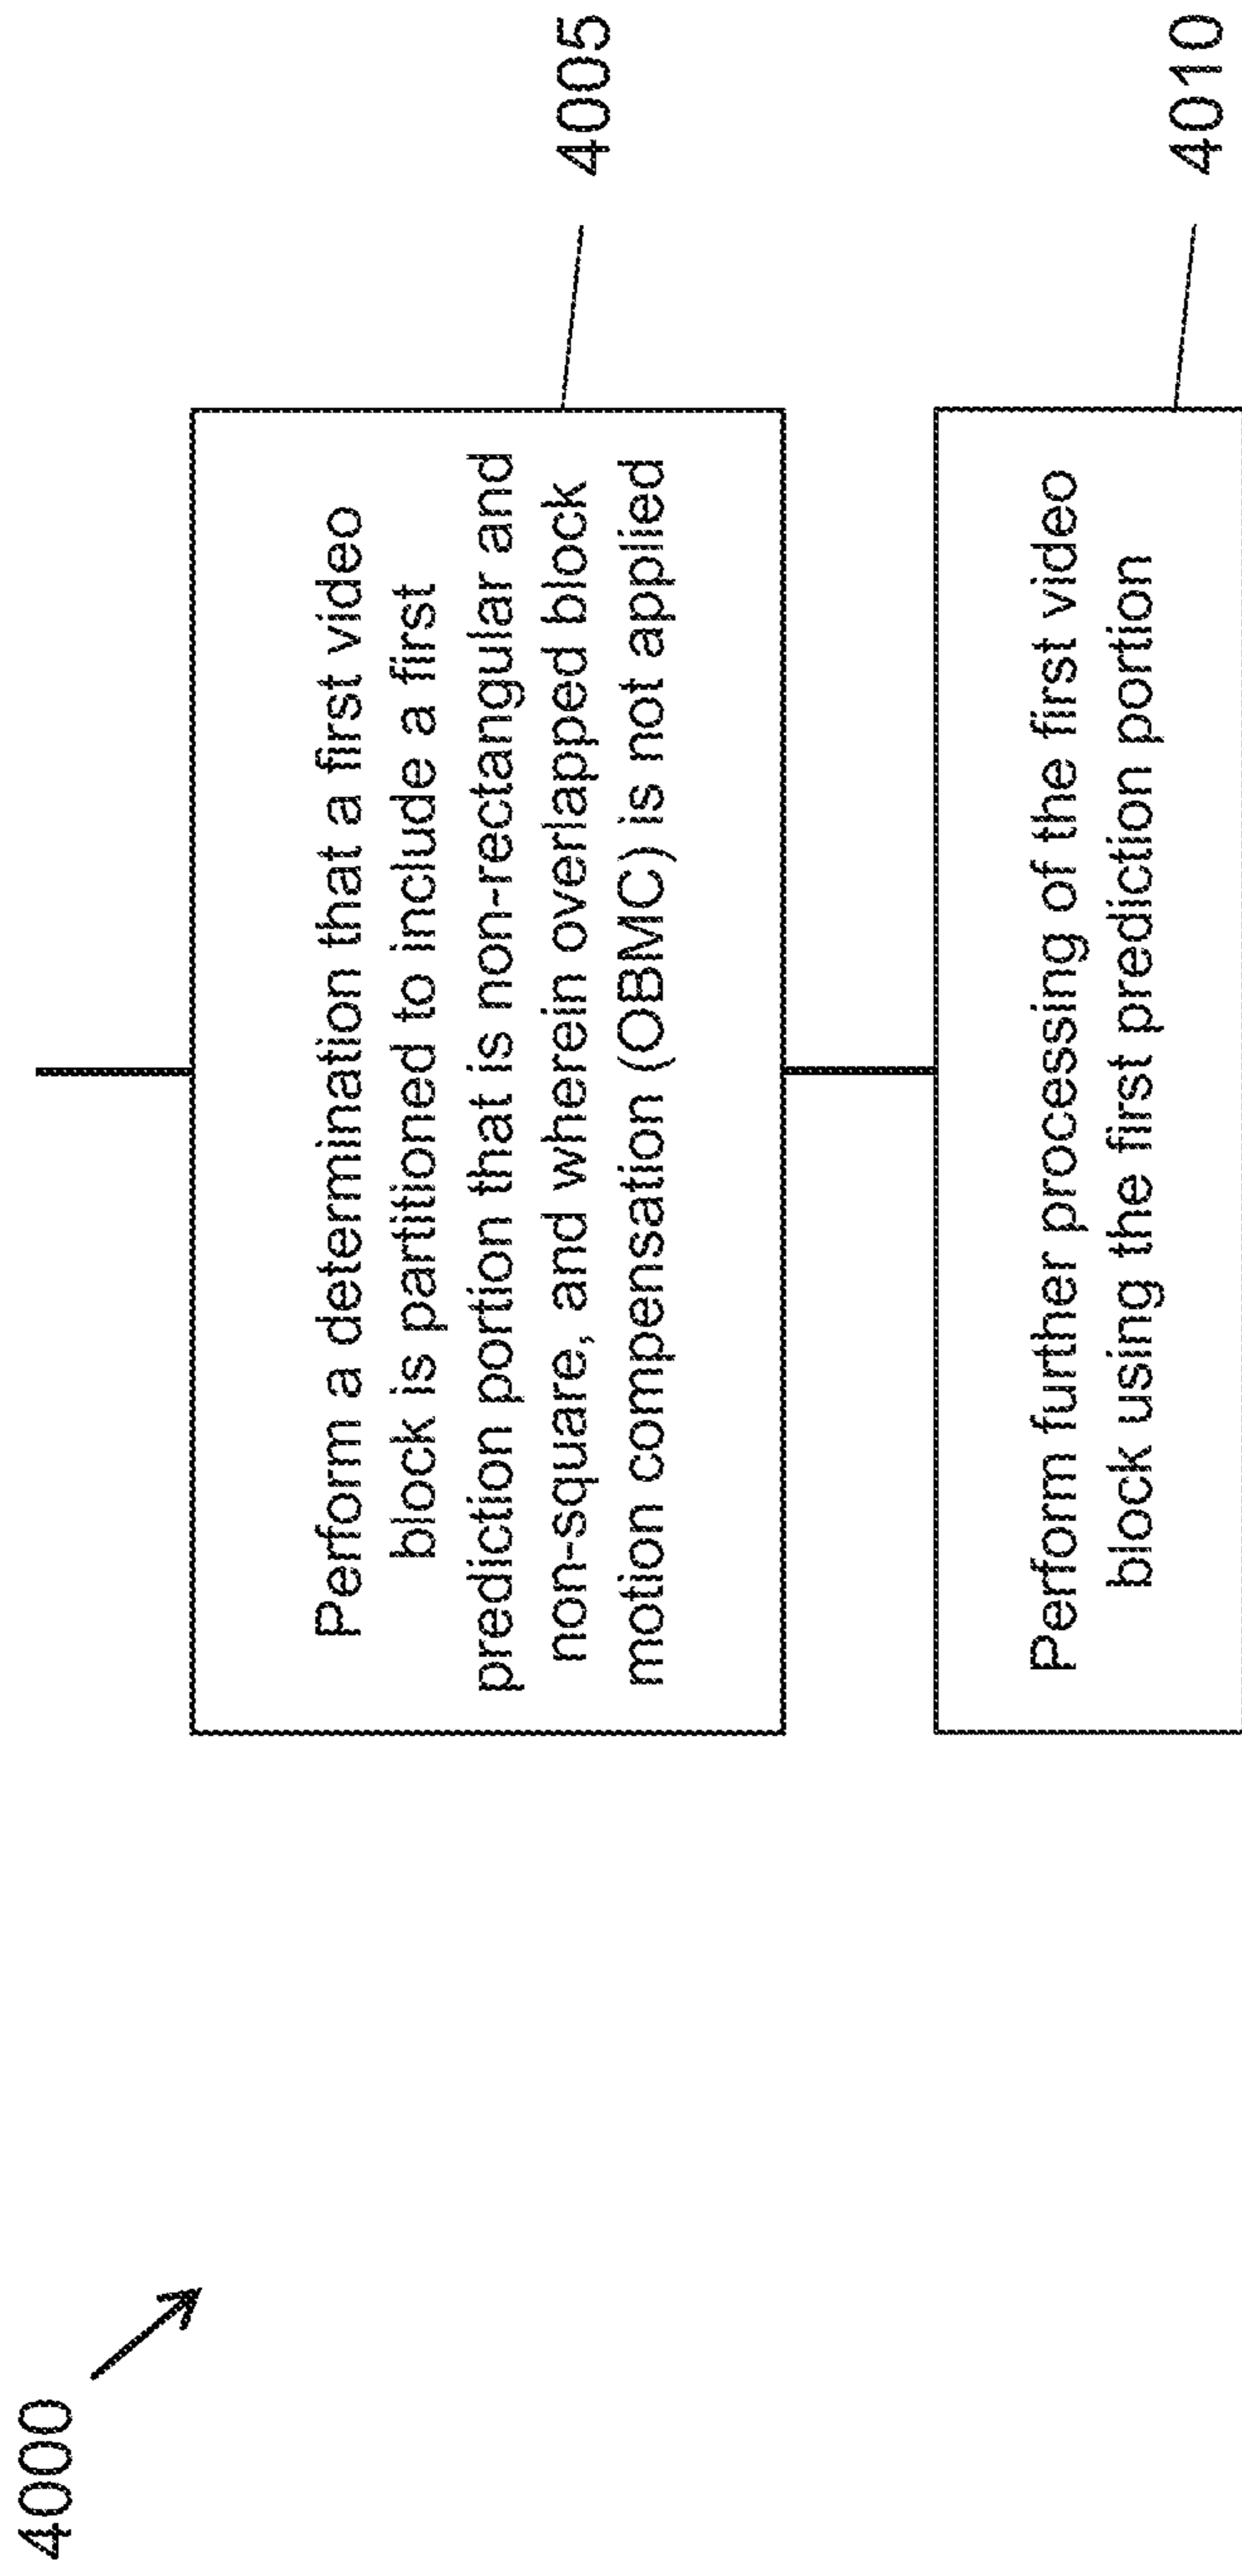 4000
Perform a determination that a first video
block is partitioned to include a first
prediction portion that is non-rectangular and
non-square, and wherein overlapped block
motion compensation (OBMC) is not applied
4005
Perform further processing of the first video
block using the first prediction portion
4010